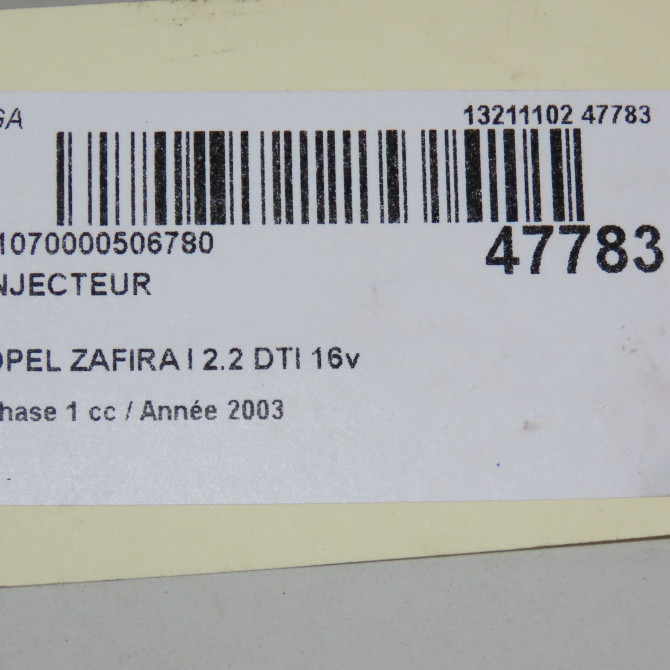 GA 13211102 47783
1070000506780 47783
NJECTEUR
OPEL ZAFIRA I 2.2 DTI 16v
hase 1 cc / Année 2003